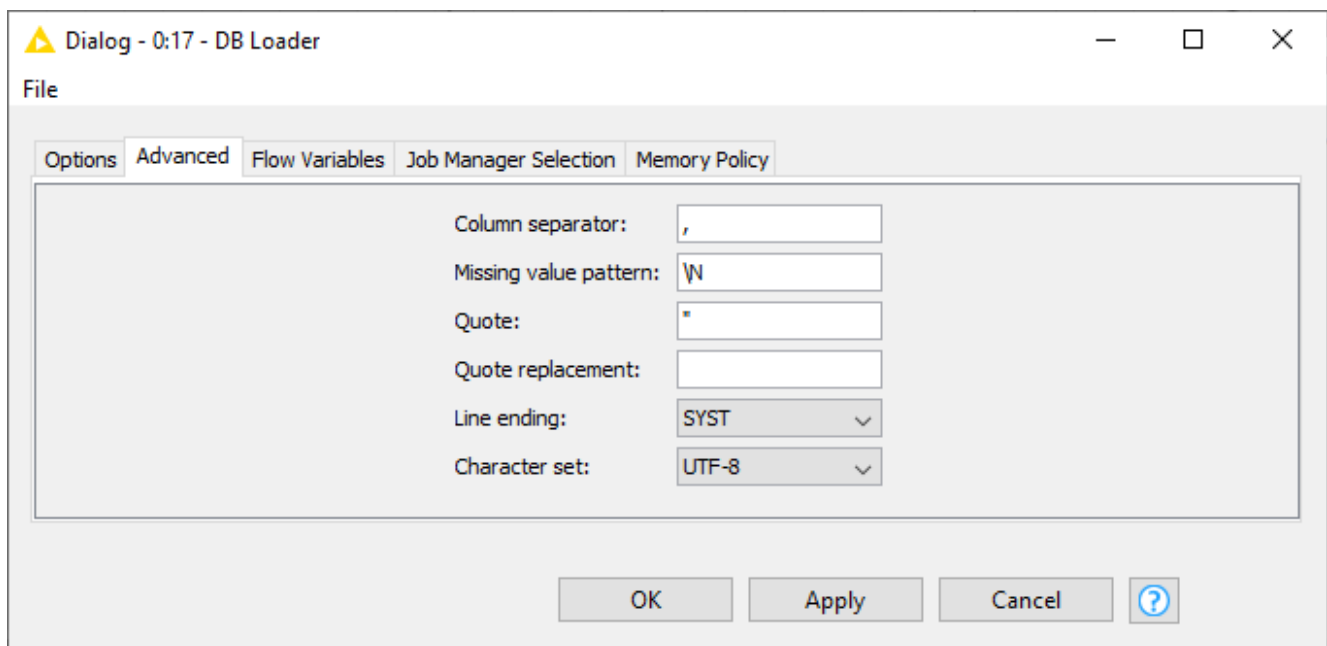 Dialog - 0:17 - DB Loader
File
Options Advanced Flow Variables Job Manager Selection Memory Policy
Column separator: ,
Missing value pattern: \N
Quote: "
Quote replacement:
Line ending: SYST
Character set: UTF-8
OK Apply Cancel ?